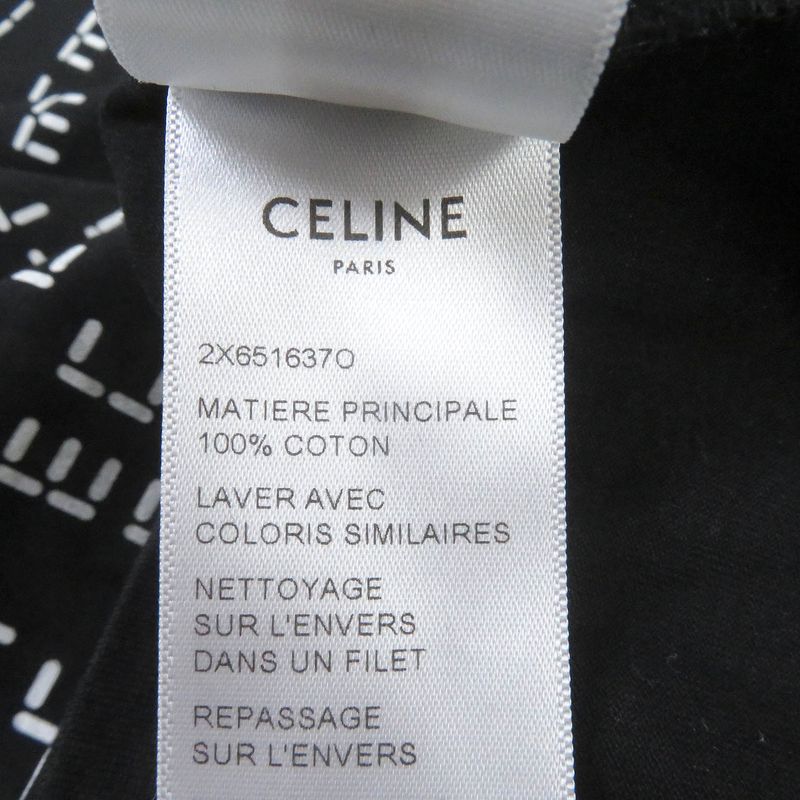 CELINE
PARIS
2X651637O
MATIERE PRINCIPALE
100% COTON
LAVER AVEC
COLORIS SIMILAIRES
NETTOYAGE
SUR L'ENVERS
DANS UN FILET
REPASSAGE
SUR L'ENVERS